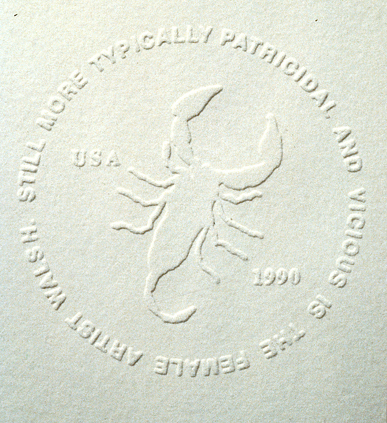 STILL MORE TYPICALLY PATRICIDAL AND VICIOUS IS THE FEMALE ARTIST WALSH.
USA
1990